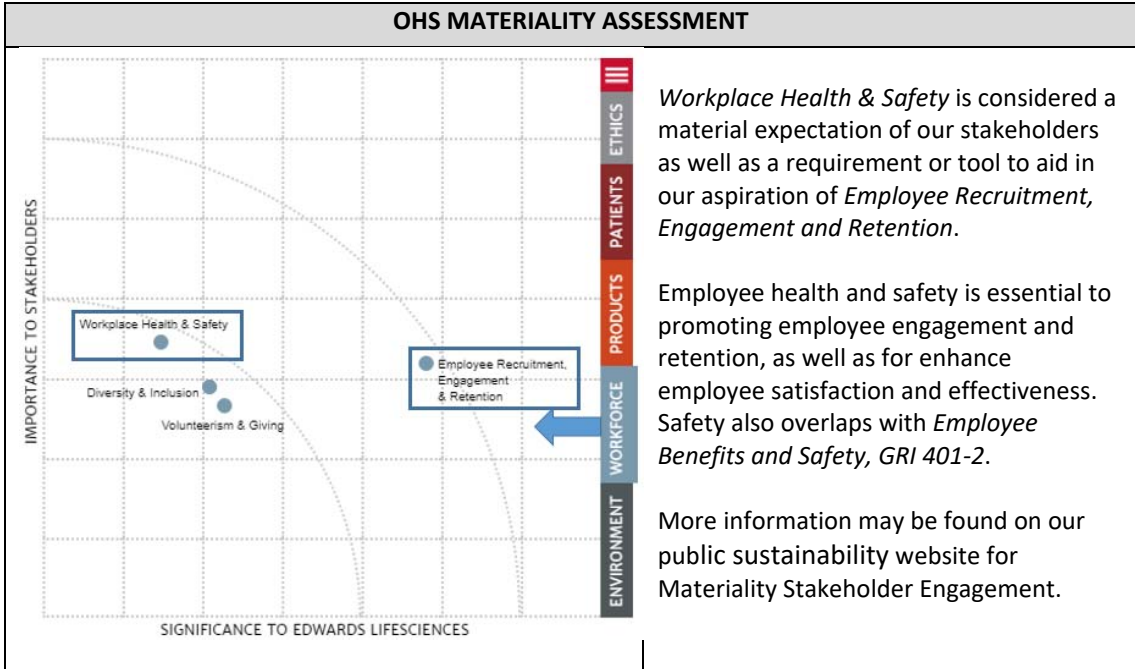 OHS MATERIALITY ASSESSMENT
IMPORTANCE TO STAKEHOLDERS
Workplace Health & Safety
Diversity & Inclusion
Volunteerism & Giving
Employee Recruitment,
Engagement
& Retention
SIGNIFICANCE TO EDWARDS LIFESCIENCES
ETHICS
PATIENTS
PRODUCTS
WORKFORCE
ENVIRONMENT
Workplace Health & Safety is considered a
material expectation of our stakeholders
as well as a requirement or tool to aid in
our aspiration of Employee Recruitment,
Engagement and Retention.
Employee health and safety is essential to
promoting employee engagement and
retention, as well as for enhance
employee satisfaction and effectiveness.
Safety also overlaps with Employee
Benefits and Safety, GRI 401-2.
More information may be found on our
public sustainability website for
Materiality Stakeholder Engagement.